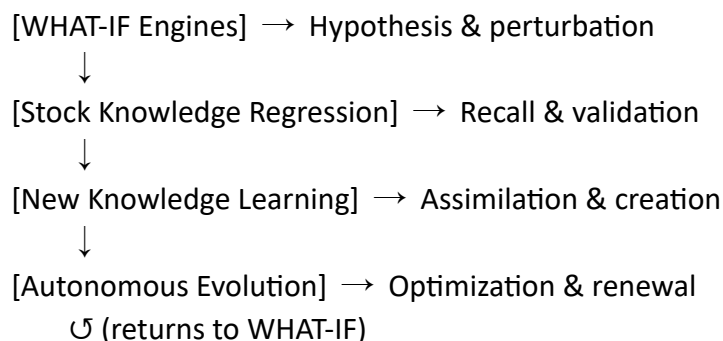 [WHAT-IF Engines] → Hypothesis & perturbation
↓
[Stock Knowledge Regression] → Recall & validation
↓
[New Knowledge Learning] → Assimilation & creation
↓
[Autonomous Evolution] → Optimization & renewal
↺ (returns to WHAT-IF)